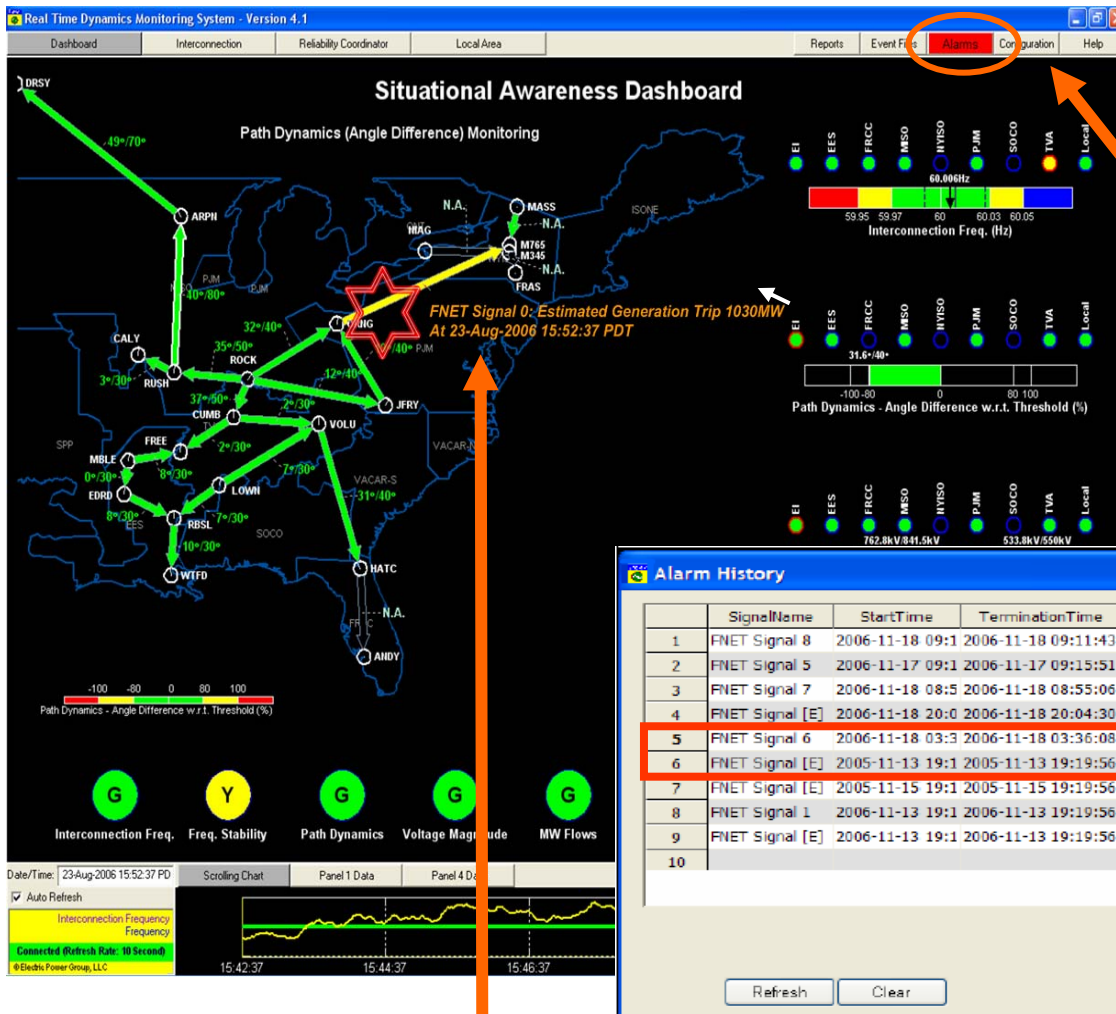 Real Time Dynamics Monitoring System - Version 4.1
Dashboard Interconnection Reliability Coordinator Local Area Reports Event Files Alarms Configuration Help
Situational Awareness Dashboard
Path Dynamics (Angle Difference) Monitoring
DRSY
49°/70°
ARPN
40°/80°
PJM
PJM
N.A.
MASS
N.A.
ISONE
NIAG
M765
M345
N.A.
FRAS
FNET Signal 0: Estimated Generation Trip 1030MW
At 23-Aug-2006 15:52:37 PDT
32°/40°
/40° PJM
CALY
35°/50°
ROCK
3°/30°
RUSH
12°/40°
37°/50°
2°/30°
JFRY
CUMB
VOLU
SPP
FREE
2°/30°
VACAR-N
MBLE
0°/30°
8°/30°
7°/30°
VACAR-S
EDRD
LOWN
31°/40°
8°/30°
EES
RBSL
7°/30°
SOCO
10°/30°
WTFD
HATC
N.A.
ANDY
-100 -80 0 80 100
Path Dynamics - Angle Difference w.r.t. Threshold (%)
EI EES FRCC MISO NYISO PJM SOCO TVA Local
60.006Hz
59.95 59.97 60 60.03 60.05
Interconnection Freq. (Hz)
EI EES FRCC MISO NYISO PJM SOCO TVA Local
31.6°/40°
-100 -80 0 80 100
Path Dynamics - Angle Difference w.r.t. Threshold (%)
EI EES FRCC MISO NYISO PJM SOCO TVA Local
762.8kV/841.5kV 533.8kV/550kV
G Y G G G
Interconnection Freq. Freq. Stability Path Dynamics Voltage Magnitude MW Flows
Date/Time: 23-Aug-2006 15:52:37 PD Scrolling Chart Panel 1 Data Panel 4 Da
Auto Refresh
Interconnection Frequency
Frequency
Connected (Refresh Rate: 10 Second)
© Electric Power Group, LLC
15:42:37 15:44:37 15:46:37
Alarm History
SignalName StartTime TerminationTime
1 FNET Signal 8 2006-11-18 09:1 2006-11-18 09:11:43
2 FNET Signal 5 2006-11-17 09:1 2006-11-17 09:15:51
3 FNET Signal 7 2006-11-18 08:5 2006-11-18 08:55:06
4 FNET Signal [E] 2006-11-18 20:0 2006-11-18 20:04:30
5 FNET Signal 6 2006-11-18 03:3 2006-11-18 03:36:08
6 FNET Signal [E] 2005-11-13 19:1 2005-11-13 19:19:56
7 FNET Signal [E] 2005-11-15 19:1 2005-11-15 19:19:56
8 FNET Signal 1 2006-11-13 19:1 2006-11-13 19:19:56
9 FNET Signal [E] 2006-11-13 19:1 2006-11-13 19:19:56
10
Refresh Clear